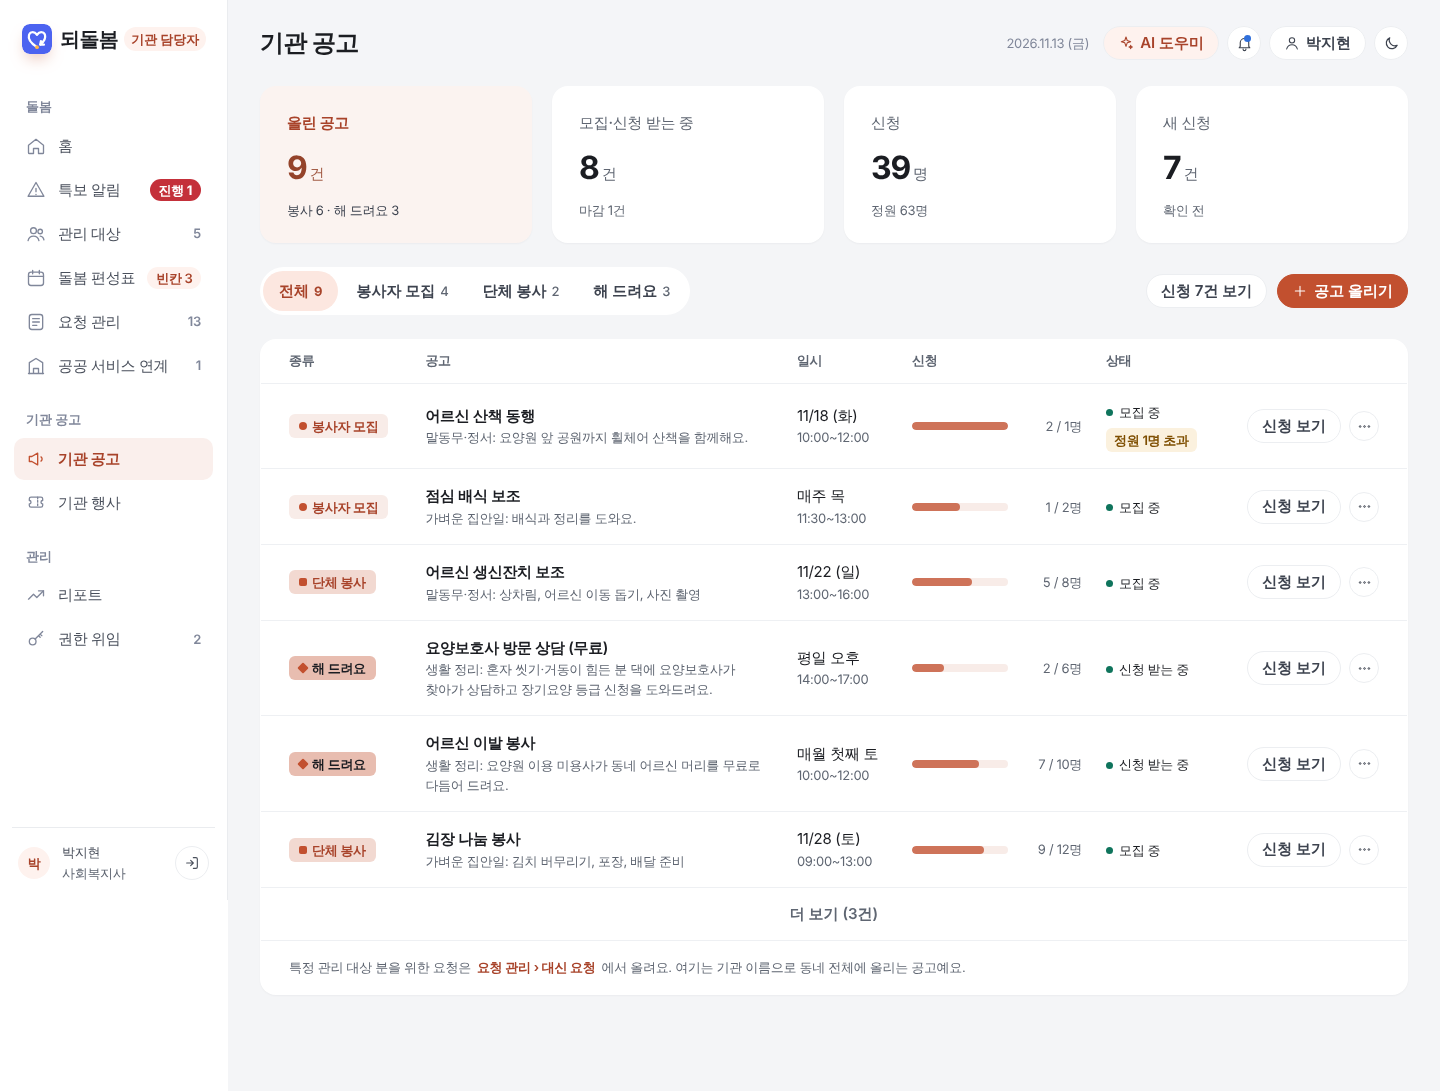 되돌봄 기관 담당자
돌봄
홈
특보 알림 진행 1
관리 대상 5
돌봄 편성표 빈칸 3
요청 관리 13
공공 서비스 연계 1
기관 공고
기관 공고
기관 행사
관리
리포트
권한 위임 2
박 박지현
사회복지사
기관 공고
2026.11.13 (금) AI 도우미 박지현
올린 공고
9건
봉사 6 · 해 드려요 3
모집·신청 받는 중
8건
마감 1건
신청
39명
정원 63명
새 신청
7건
확인 전
전체 9 봉사자 모집 4 단체 봉사 2 해 드려요 3
신청 7건 보기 + 공고 올리기
종류 공고 일시 신청 상태
봉사자 모집 어르신 산책 동행 11/18 (화) 2 / 1명 모집 중 신청 보기
말동무·정서: 요양원 앞 공원까지 휠체어 산책을 함께해요. 10:00~12:00 정원 1명 초과
봉사자 모집 점심 배식 보조 매주 목 1 / 2명 모집 중 신청 보기
가벼운 집안일: 배식과 정리를 도와요. 11:30~13:00
단체 봉사 어르신 생신잔치 보조 11/22 (일) 5 / 8명 모집 중 신청 보기
말동무·정서: 상차림, 어르신 이동 돕기, 사진 촬영 13:00~16:00
해 드려요 요양보호사 방문 상담 (무료) 평일 오후 2 / 6명 신청 받는 중 신청 보기
생활 정리: 혼자 씻기·거동이 힘든 분 댁에 요양보호사가 14:00~17:00
찾아가 상담하고 장기요양 등급 신청을 도와드려요.
해 드려요 어르신 이발 봉사 매월 첫째 토 7 / 10명 신청 받는 중 신청 보기
생활 정리: 요양원 이용 미용사가 동네 어르신 머리를 무료로 10:00~12:00
다듬어 드려요.
단체 봉사 김장 나눔 봉사 11/28 (토) 9 / 12명 모집 중 신청 보기
가벼운 집안일: 김치 버무리기, 포장, 배달 준비 09:00~13:00
더 보기 (3건)
특정 관리 대상 분을 위한 요청은 요청 관리 › 대신 요청 에서 올려요. 여기는 기관 이름으로 동네 전체에 올리는 공고예요.